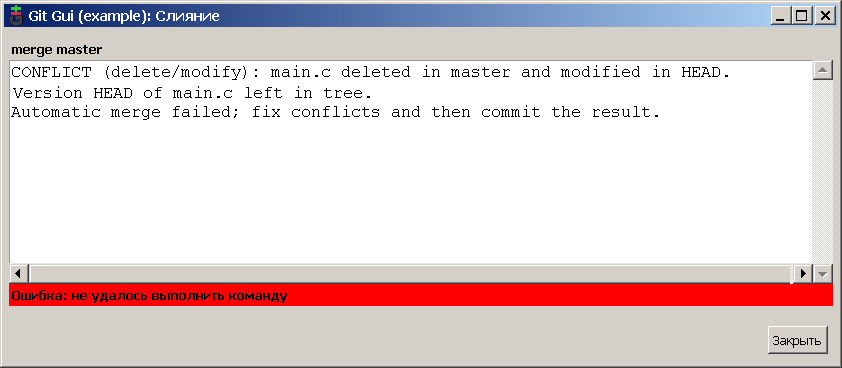 Git Gui (example): Слияние
merge master
CONFLICT (delete/modify): main.c deleted in master and modified in HEAD.
Version HEAD of main.c left in tree.
Automatic merge failed; fix conflicts and then commit the result.
Ошибка: не удалось выполнить команду
Закрыть